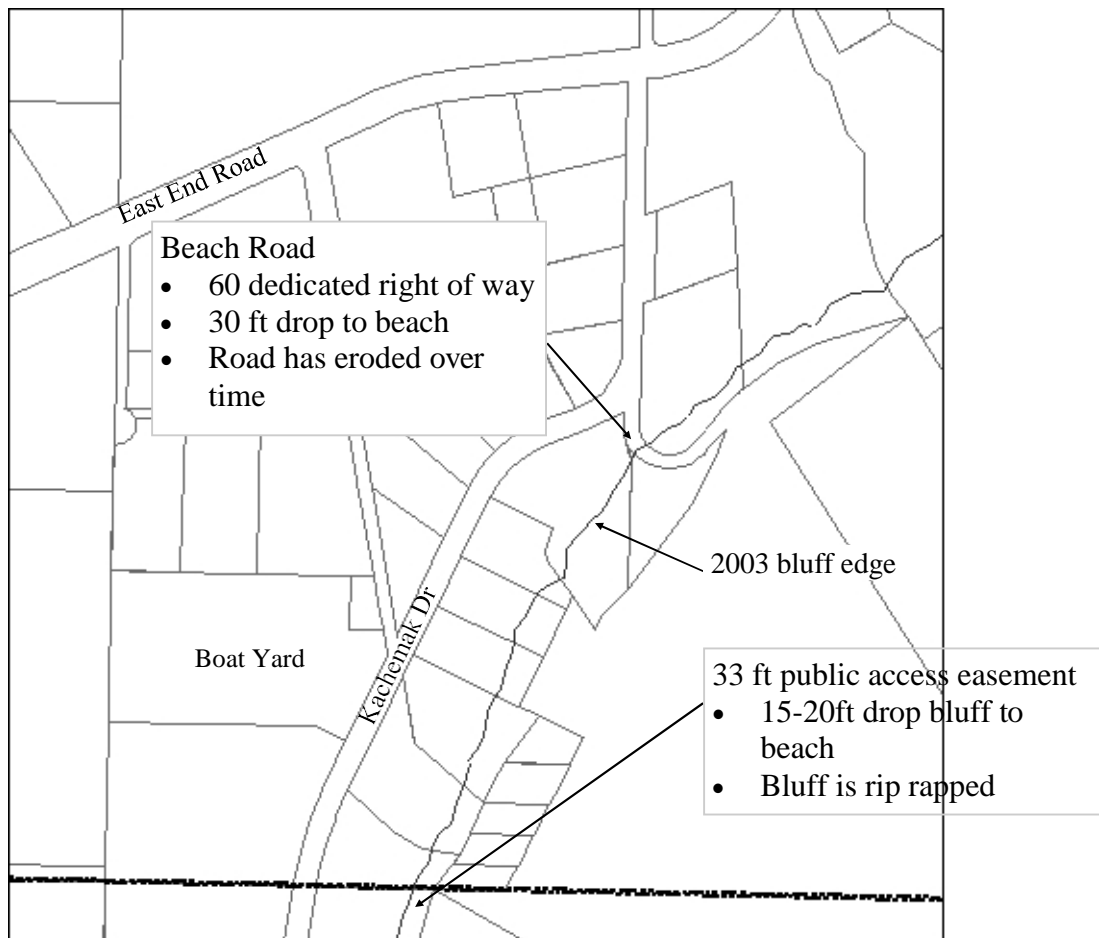 East End Road
Beach Road
• 60 dedicated right of way
• 30 ft drop to beach
• Road has eroded over
time
2003 bluff edge
Kachemak Dr
Boat Yard
33 ft public access easement
• 15-20ft drop bluff to
beach
• Bluff is rip rapped